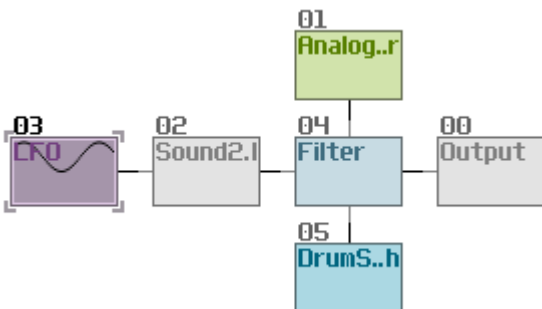 01
Analog..r
03
LFO
02
Sound2.l
04
Filter
00
Output
05
DrumS..h